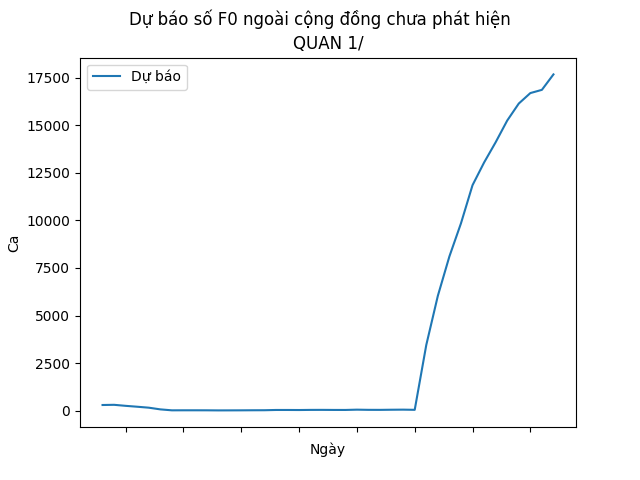 Dự báo số F0 ngoài cộng đồng chưa phát hiện
QUAN 1/
Dự báo
17500
15000
12500
10000
7500
5000
2500
0
Ca
Ngày